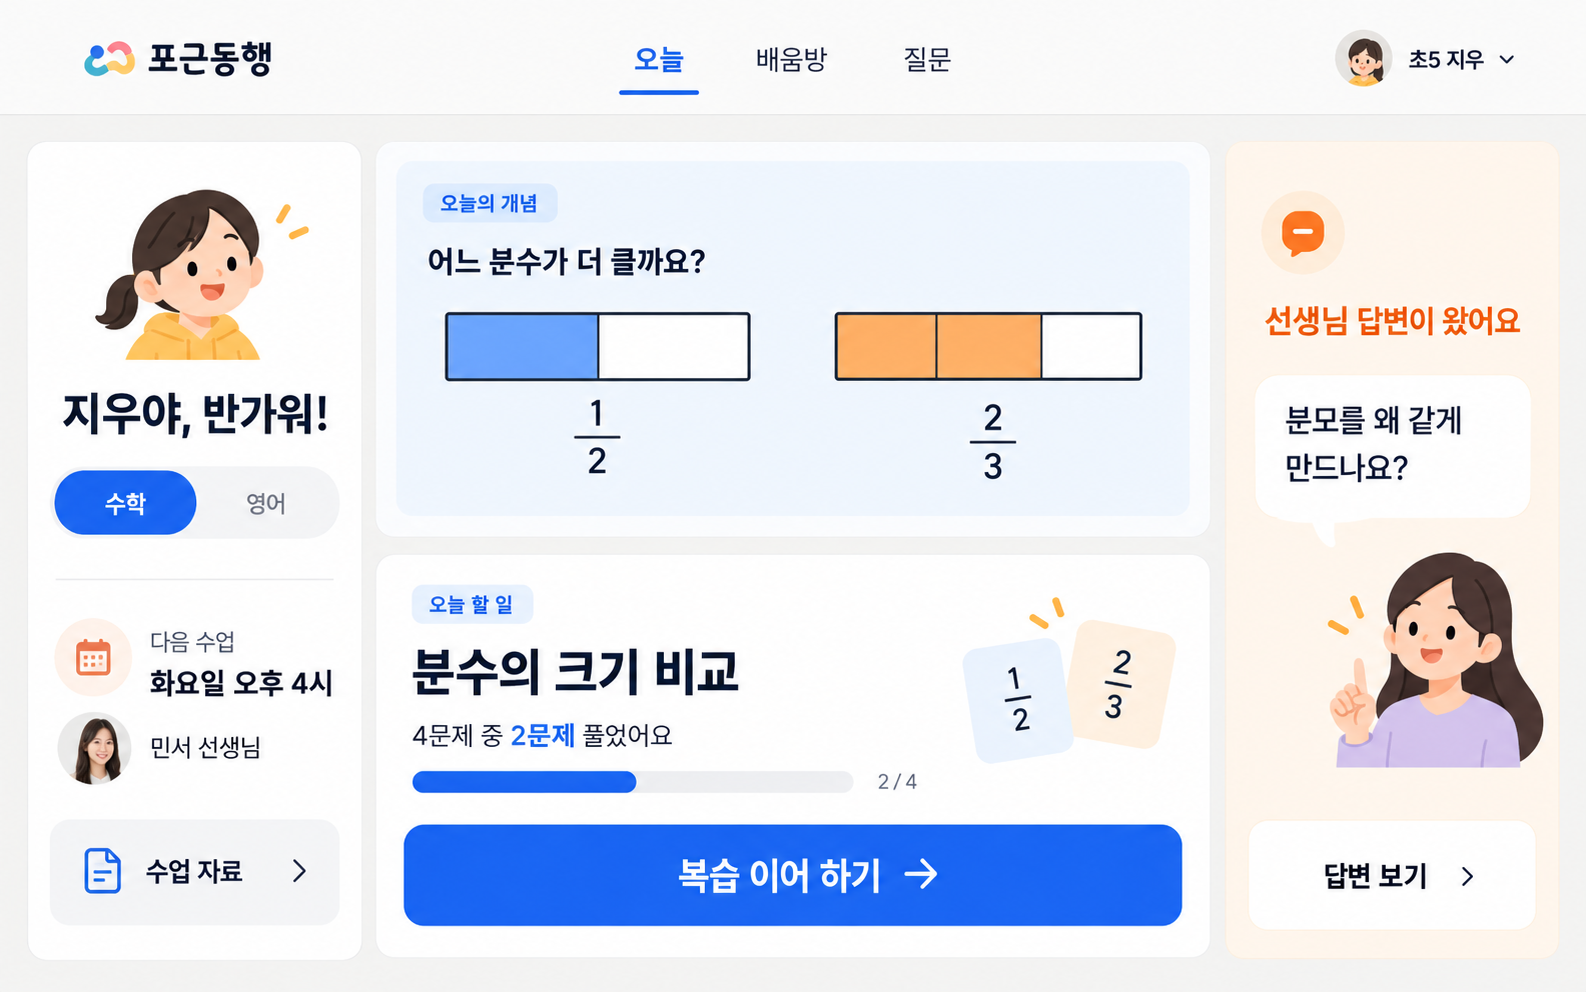 포근동행
오늘
배움방
질문
초5 지우
지우야, 반가워!
수학
영어
다음 수업
화요일 오후 4시
민서 선생님
수업 자료
오늘의 개념
어느 분수가 더 클까요?
1
2
2
3
오늘 할 일
분수의 크기 비교
4문제 중 2문제 풀었어요
2 / 4
1
2
2
3
복습 이어 하기
선생님 답변이 왔어요
분모를 왜 같게
만드나요?
답변 보기